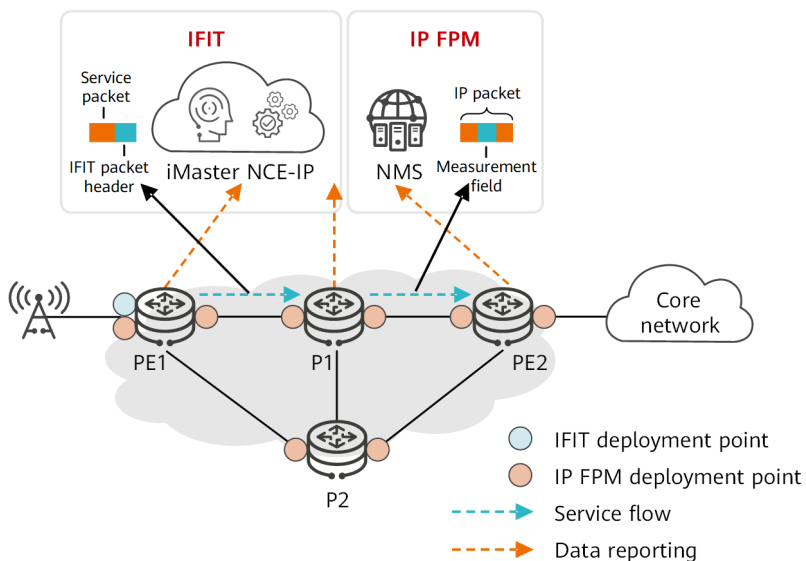 IFIT
IP FPM
Service
packet
IFIT packet
header
iMaster NCE-IP
NMS
IP packet
Measurement
field
PE1
P1
PE2
Core
network
P2
IFIT deployment point
IP FPM deployment point
Service flow
Data reporting